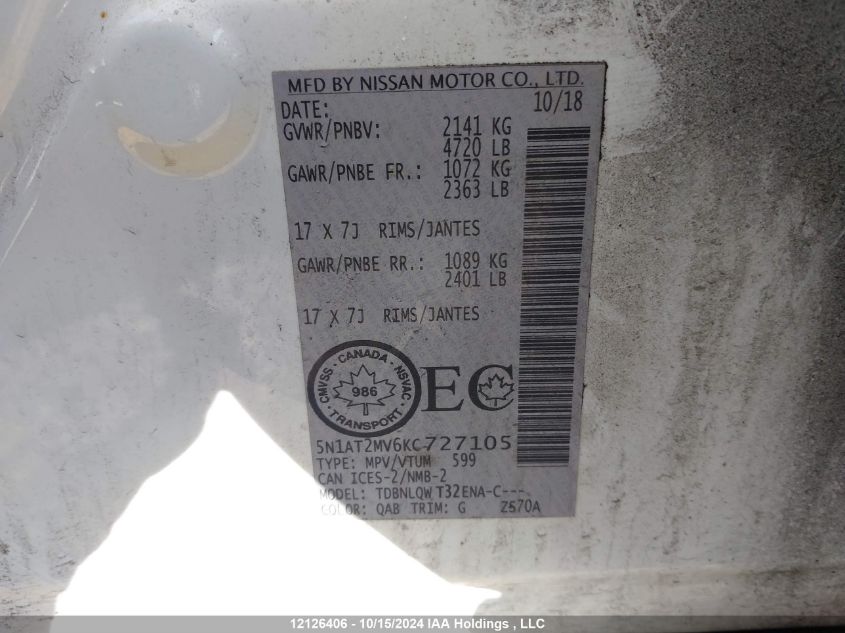 MFD BY NISSAN MOTOR CO., LTD.
DATE: 10/18
GVWR/PNBV: 2141 KG
4720 LB
GAWR/PNBE FR.: 1072 KG
2363 LB
17 X 7J RIMS/JANTES
GAWR/PNBE RR.: 1089 KG
2401 LB
17 X 7J RIMS/JANTES
CMVSS · CANADA · NSVAC · TRANSPORT
986
EC
5N1AT2MV6KC727105
TYPE: MPV/VTUM 599
CAN ICES-2/NMB-2
MODEL: TDBNLQW T32ENA-C---
COLOR: QAB TRIM: G ZS70A
12126406 - 10/15/2024 IAA Holdings , LLC